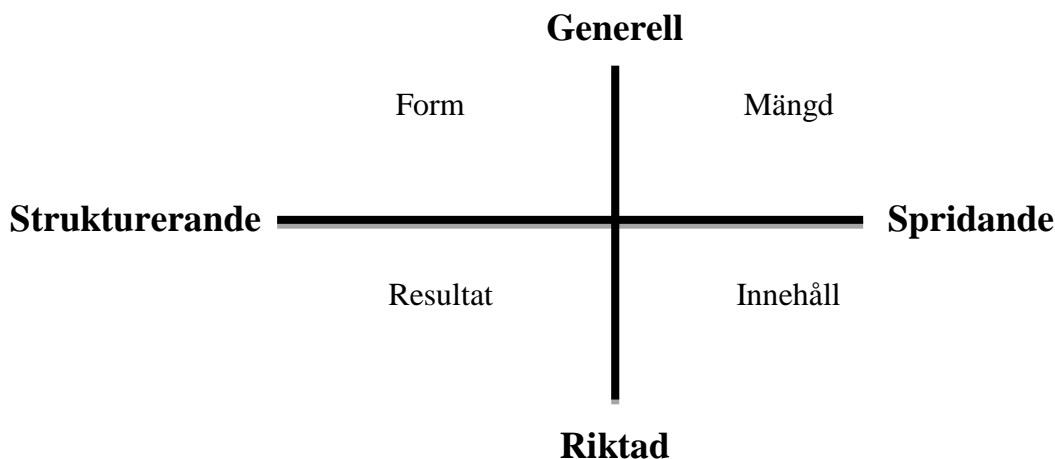 Generell
Form Mängd
Strukturerande Spridande
Resultat Innehåll
Riktad